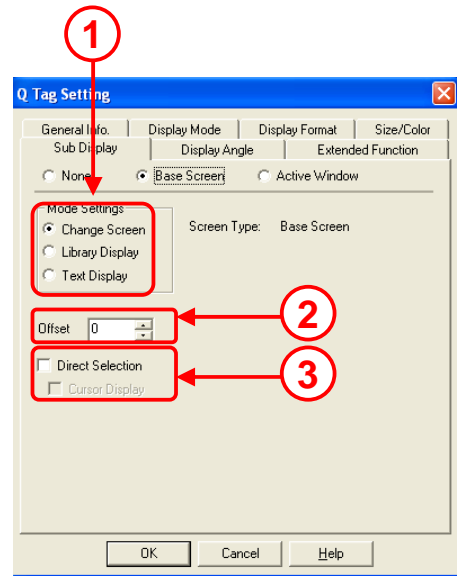 1
Q Tag Setting
General Info. Display Mode Display Format Size/Color
Sub Display Display Angle Extended Function
None Base Screen Active Window
Mode Settings
Change Screen Screen Type: Base Screen
Library Display
Text Display
Offset 0 2
Direct Selection 3
Cursor Display
OK Cancel Help